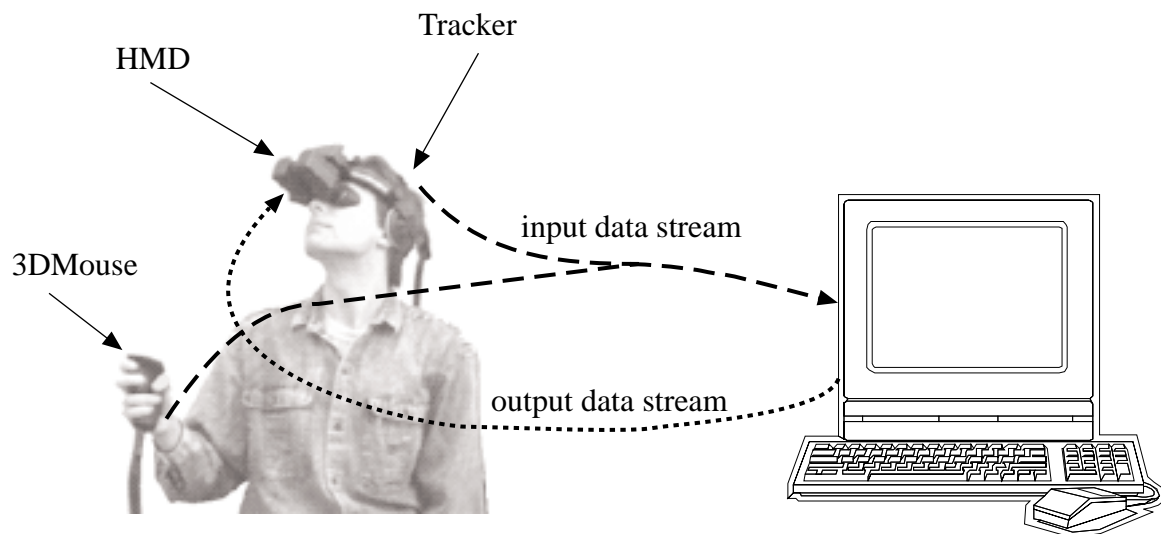 Tracker
HMD
input data stream
3DMouse
output data stream